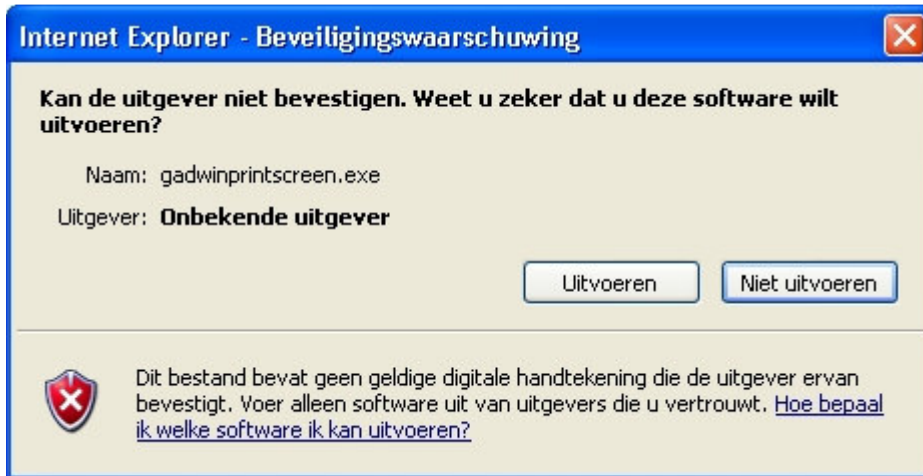 Internet Explorer - Beveiligingswaarschuwing
Kan de uitgever niet bevestigen. Weet u zeker dat u deze software wilt
uitvoeren?
Naam: gadwinprintscreen.exe
Uitgever: Onbekende uitgever
Uitvoeren Niet uitvoeren
Dit bestand bevat geen geldige digitale handtekening die de uitgever ervan
bevestigt. Voer alleen software uit van uitgevers die u vertrouwt. Hoe bepaal
ik welke software ik kan uitvoeren?